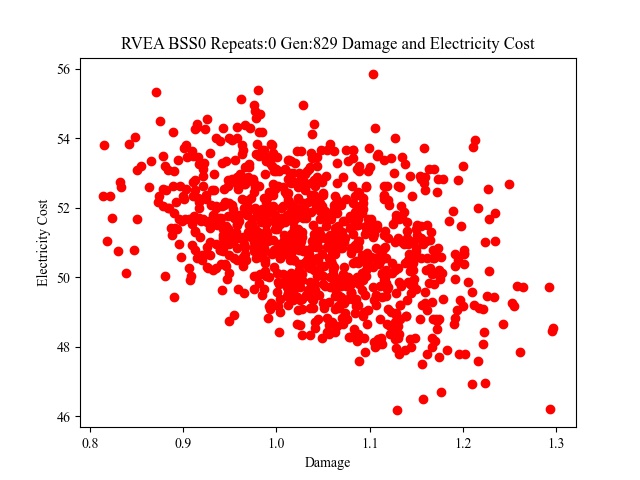 RVEA BSS0 Repeats:0 Gen:829 Damage and Electricity Cost
56
54
52
50
48
46
Electricity Cost
0.8 0.9 1.0 1.1 1.2 1.3
Damage